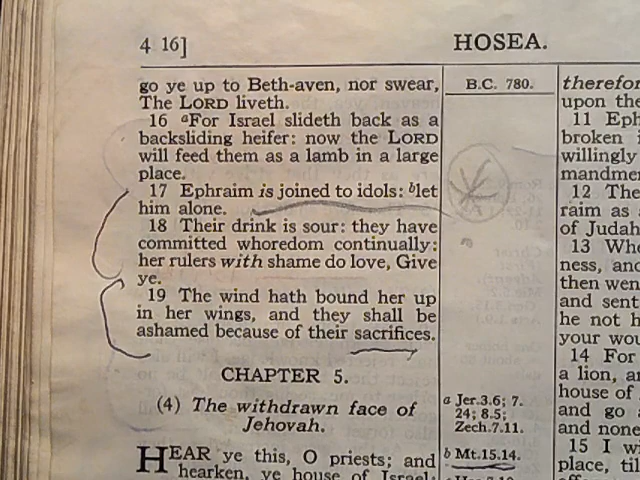 4 16]
HOSEA.
go ye up to Beth-aven, nor swear,
The LORD liveth.
16 aFor Israel slideth back as a
backsliding heifer: now the LORD
will feed them as a lamb in a large
place.
17 Ephraim is joined to idols: blet
him alone.
18 Their drink is sour: they have
committed whoredom continually:
her rulers with shame do love, Give
ye.
19 The wind hath bound her up
in her wings, and they shall be
ashamed because of their sacrifices.
CHAPTER 5.
(4) The withdrawn face of
Jehovah.
HEAR ye this, O priests; and
hearken, ye house of Israel;
B.C. 780.
a Jer.3.6; 7.
24; 8.5;
Zech.7.11.
b Mt.15.14.
upon the
11 Eph
broken i
willingly
12 The
raim as
of Judah
13 Whe
ness, and
then wen
and sent
he not h
your wou
14 For
a lion, a
house of
and go a
and none
15 I wi
place, til